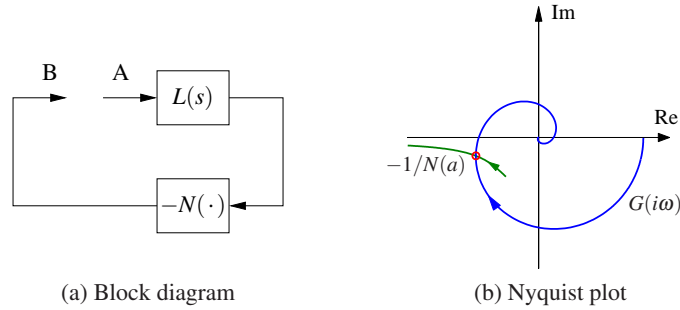 B
A
L(s)
−N(·)
(a) Block diagram
Im
Re
−1/N(a)
G(iω)
(b) Nyquist plot